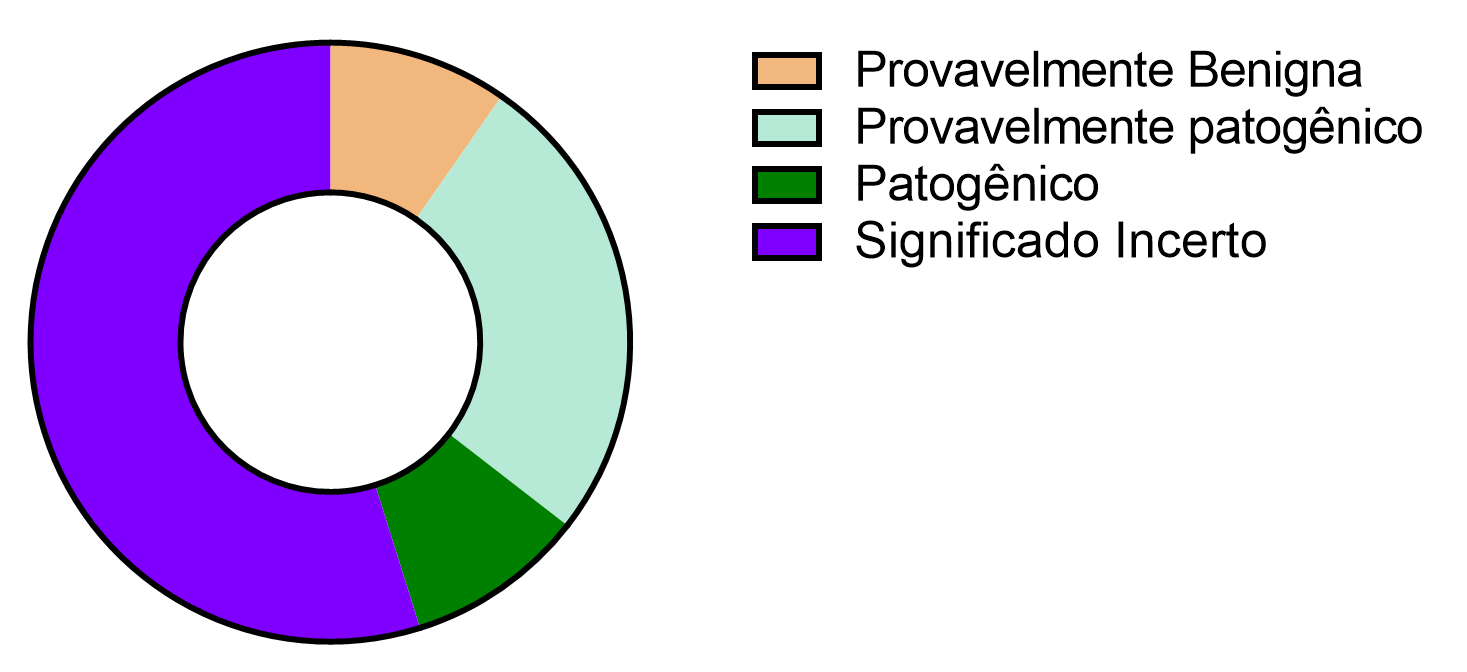 Provavelmente Benigna
Provavelmente patogênico
Patogênico
Significado Incerto